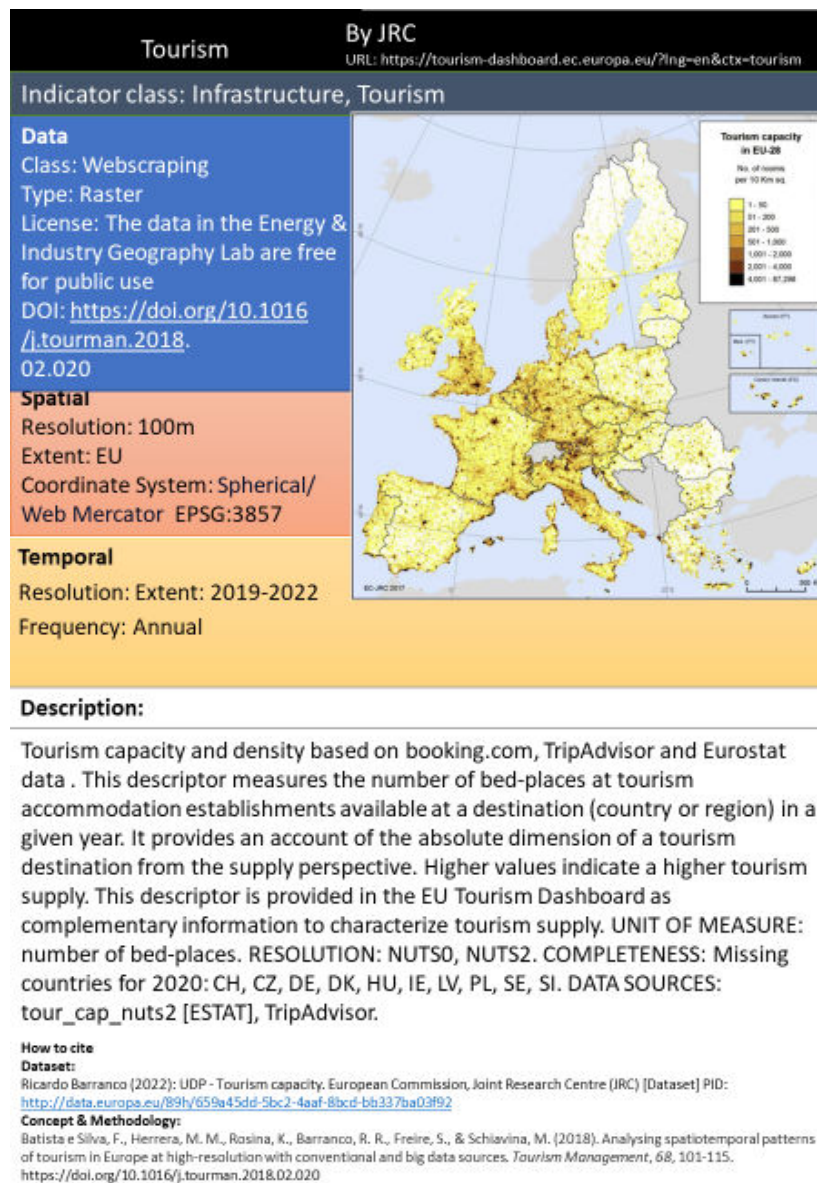 Tourism
By JRC
URL: https://tourism-dashboard.ec.europa.eu/?lng=en&ctx=tourism
Indicator class: Infrastructure, Tourism
Data
Class: Webscraping
Type: Raster
License: The data in the Energy &
Industry Geography Lab are free
for public use
DOI: https://doi.org/10.1016
/j.tourman.2018.
02.020
Spatial
Resolution: 100m
Extent: EU
Coordinate System: Spherical/
Web Mercator EPSG:3857
Temporal
Resolution: Extent: 2019-2022
Frequency: Annual
Tourism capacity
in EU-28
No. of rooms
per 10 Km sq.
1 - 50
51 - 200
201 - 500
501 - 1,000
1,001 - 2,000
2,001 - 4,000
4,001 - 87,298
EC-JRC 2017
Description:
Tourism capacity and density based on booking.com, TripAdvisor and Eurostat
data . This descriptor measures the number of bed-places at tourism
accommodation establishments available at a destination (country or region) in a
given year. It provides an account of the absolute dimension of a tourism
destination from the supply perspective. Higher values indicate a higher tourism
supply. This descriptor is provided in the EU Tourism Dashboard as
complementary information to characterize tourism supply. UNIT OF MEASURE:
number of bed-places. RESOLUTION: NUTS0, NUTS2. COMPLETENESS: Missing
countries for 2020: CH, CZ, DE, DK, HU, IE, LV, PL, SE, SI. DATA SOURCES:
tour_cap_nuts2 [ESTAT], TripAdvisor.
How to cite
Dataset:
Ricardo Barranco (2022): UDP - Tourism capacity. European Commission, Joint Research Centre (JRC) [Dataset] PID:
http://data.europa.eu/89h/659a45dd-5bc2-4aaf-8bcd-bb337ba03f92
Concept & Methodology:
Batista e Silva, F., Herrera, M. M., Rosina, K., Barranco, R. R., Freire, S., & Schiavina, M. (2018). Analysing spatiotemporal patterns
of tourism in Europe at high-resolution with conventional and big data sources. Tourism Management, 68, 101-115.
https://doi.org/10.1016/j.tourman.2018.02.020